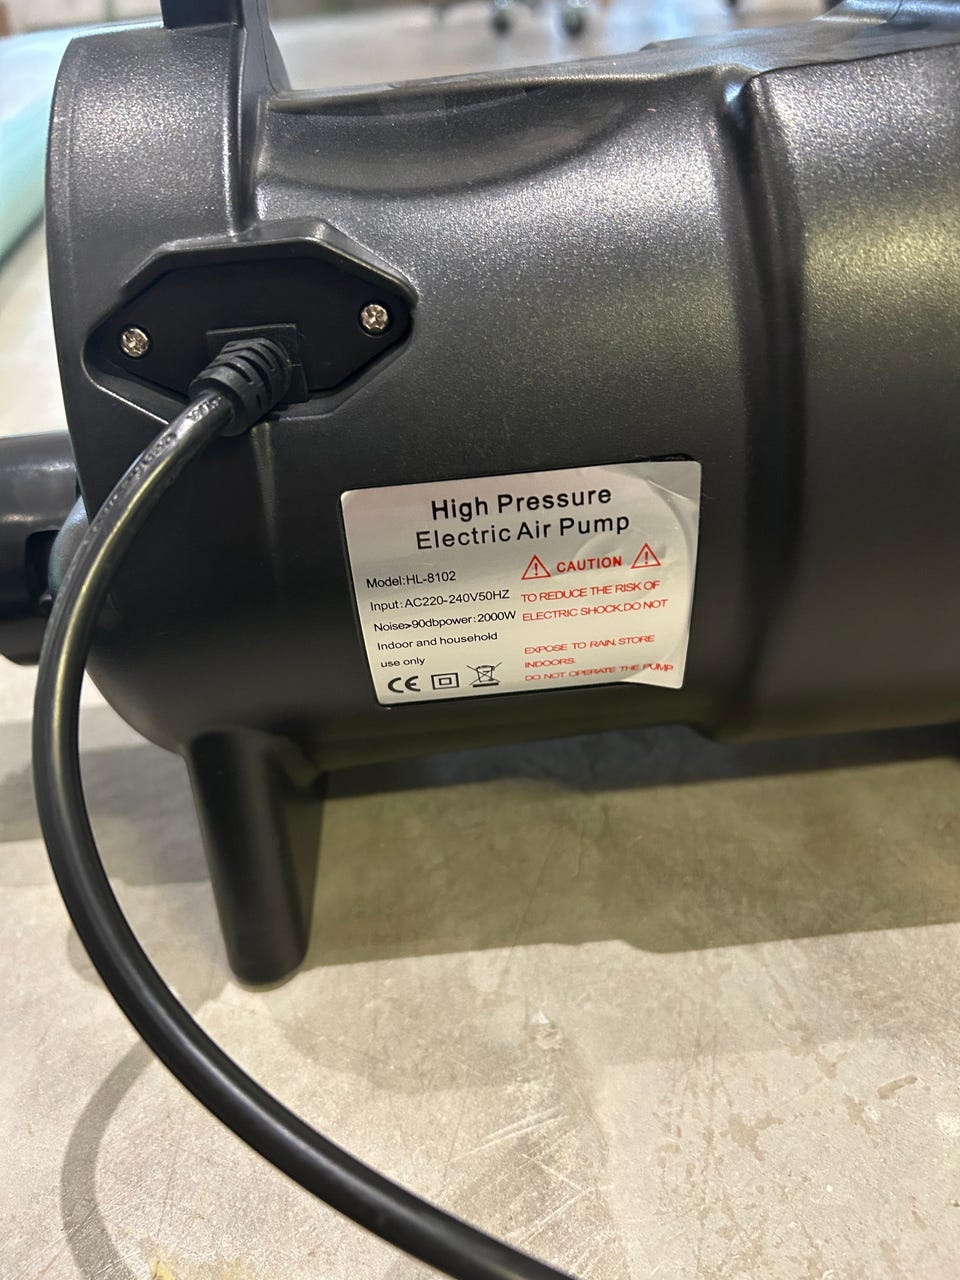 High Pressure
Electric Air Pump
Model:HL-8102
Input:AC220-240V50HZ
Noise>90dbpower:2000W
Indoor and household
use only
CE
CAUTION
TO REDUCE THE RISK OF
ELECTRIC SHOCK.DO NOT
EXPOSE TO RAIN, STORE
INDOORS.
DO NOT OPERATE THE PUMP